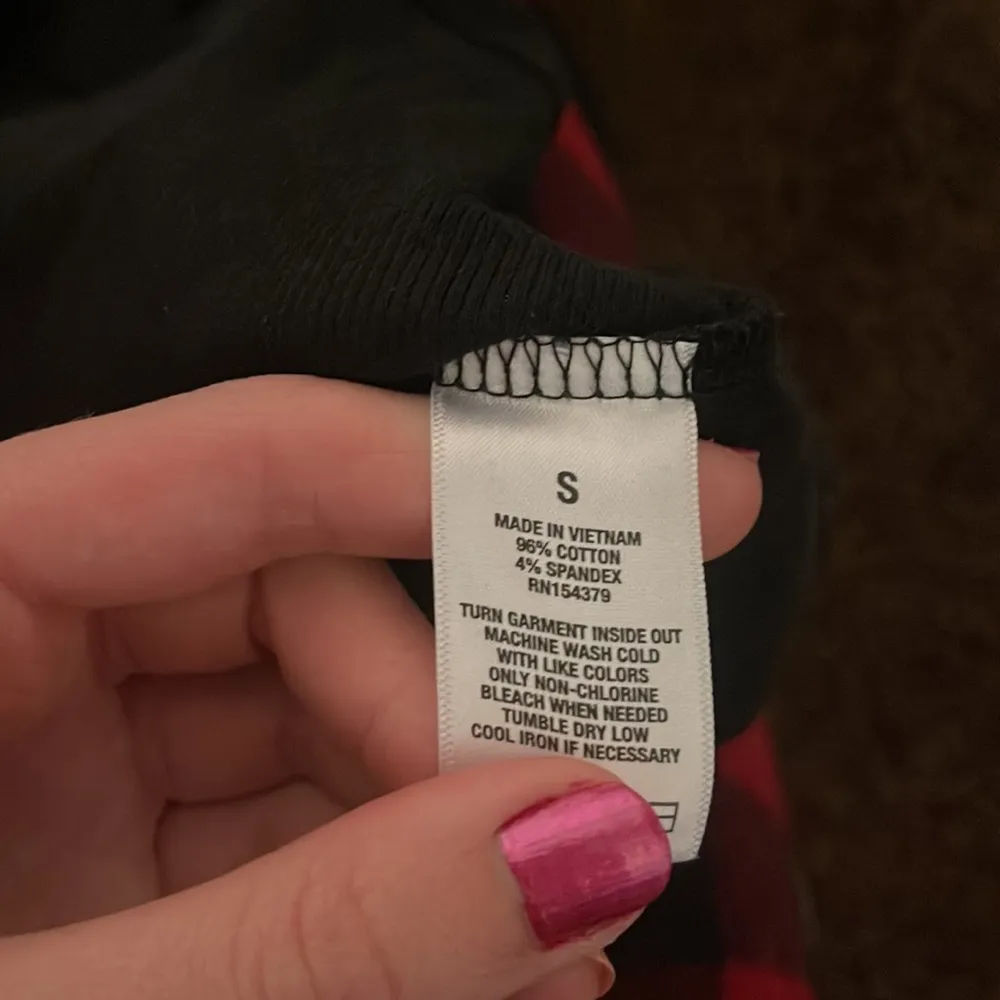 S
MADE IN VIETNAM
96% COTTON
4% SPANDEX
RN154379
TURN GARMENT INSIDE OUT
MACHINE WASH COLD
WITH LIKE COLORS
ONLY NON-CHLORINE
BLEACH WHEN NEEDED
TUMBLE DRY LOW
COOL IRON IF NECESSARY